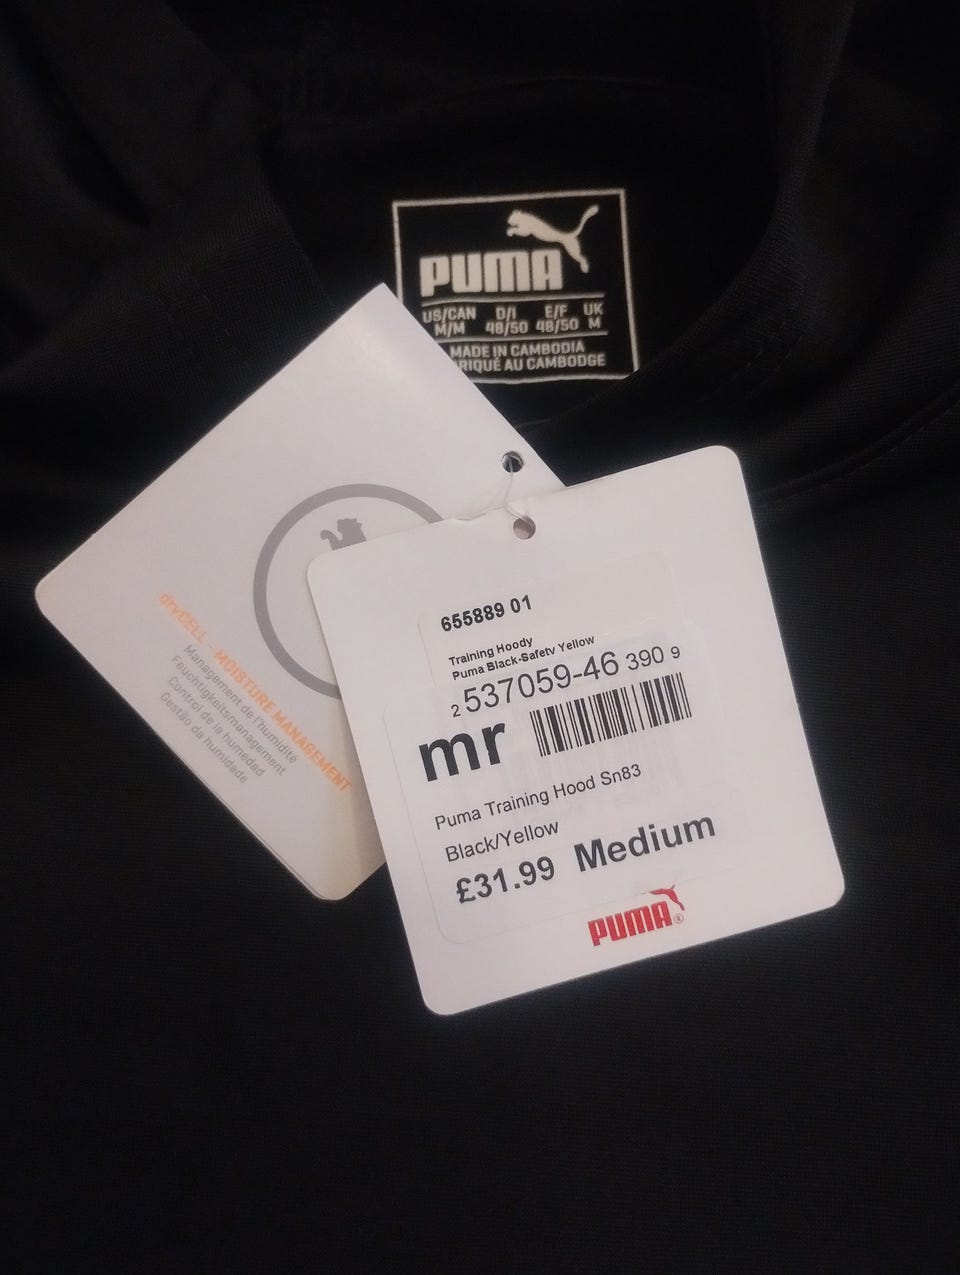 PUMA
US/CAN D/I E/F UK
M/M 48/50 48/50 M
MADE IN CAMBODIA
RIQUÉ AU CAMBODGE
dryCELL - MOISTURE MANAGEMENT
Management de l'humidité
Feuchtigkeitsmanagement
Control de la humedad
Gestão da humidade
655889 01
Training Hoody
Puma Black-Safety Yellow
2 537059-46 390 9
mr
Puma Training Hood Sn83
Black/Yellow
£31.99 Medium
PUMA®